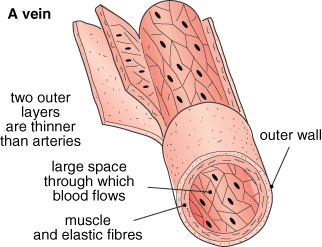 A vein
two outer
layers
are thinner
than arteries
outer wall
large space
through which
blood flows
muscle
and elastic fibres